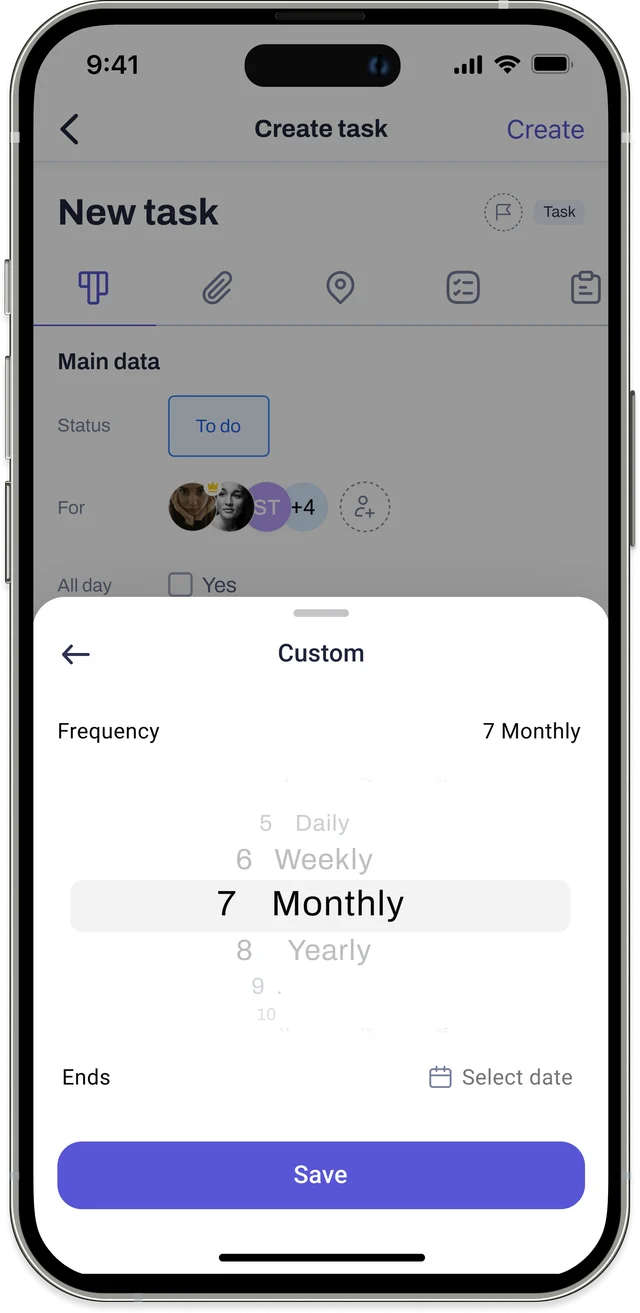 9:41
Create task Create
New task Task
Main data
Status To do
For ST +4
All day Yes
Custom
Frequency 7 Monthly
5 Daily
6 Weekly
7 Monthly
8 Yearly
9
10
Ends Select date
Save